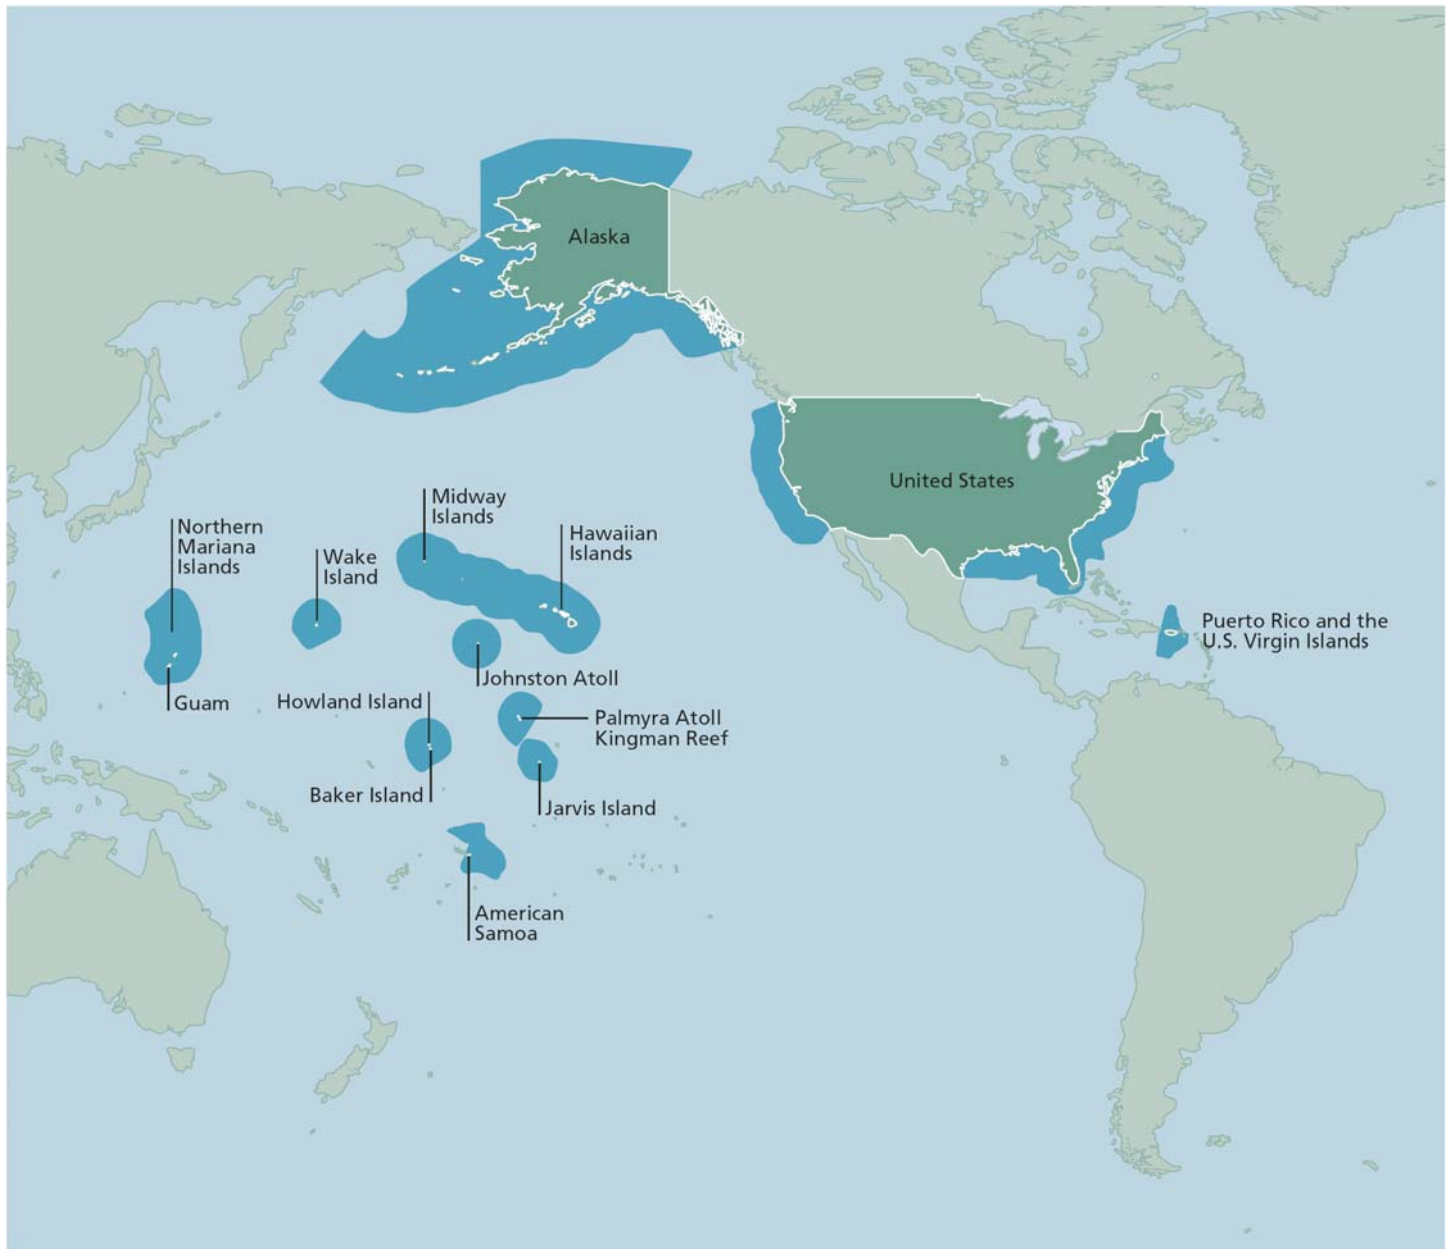 Alaska
United States
Midway
Islands
Hawaiian
Islands
Northern
Mariana
Islands
Wake
Island
Puerto Rico and the
U.S. Virgin Islands
Johnston Atoll
Guam
Howland Island
Palmyra Atoll
Kingman Reef
Baker Island
Jarvis Island
American
Samoa